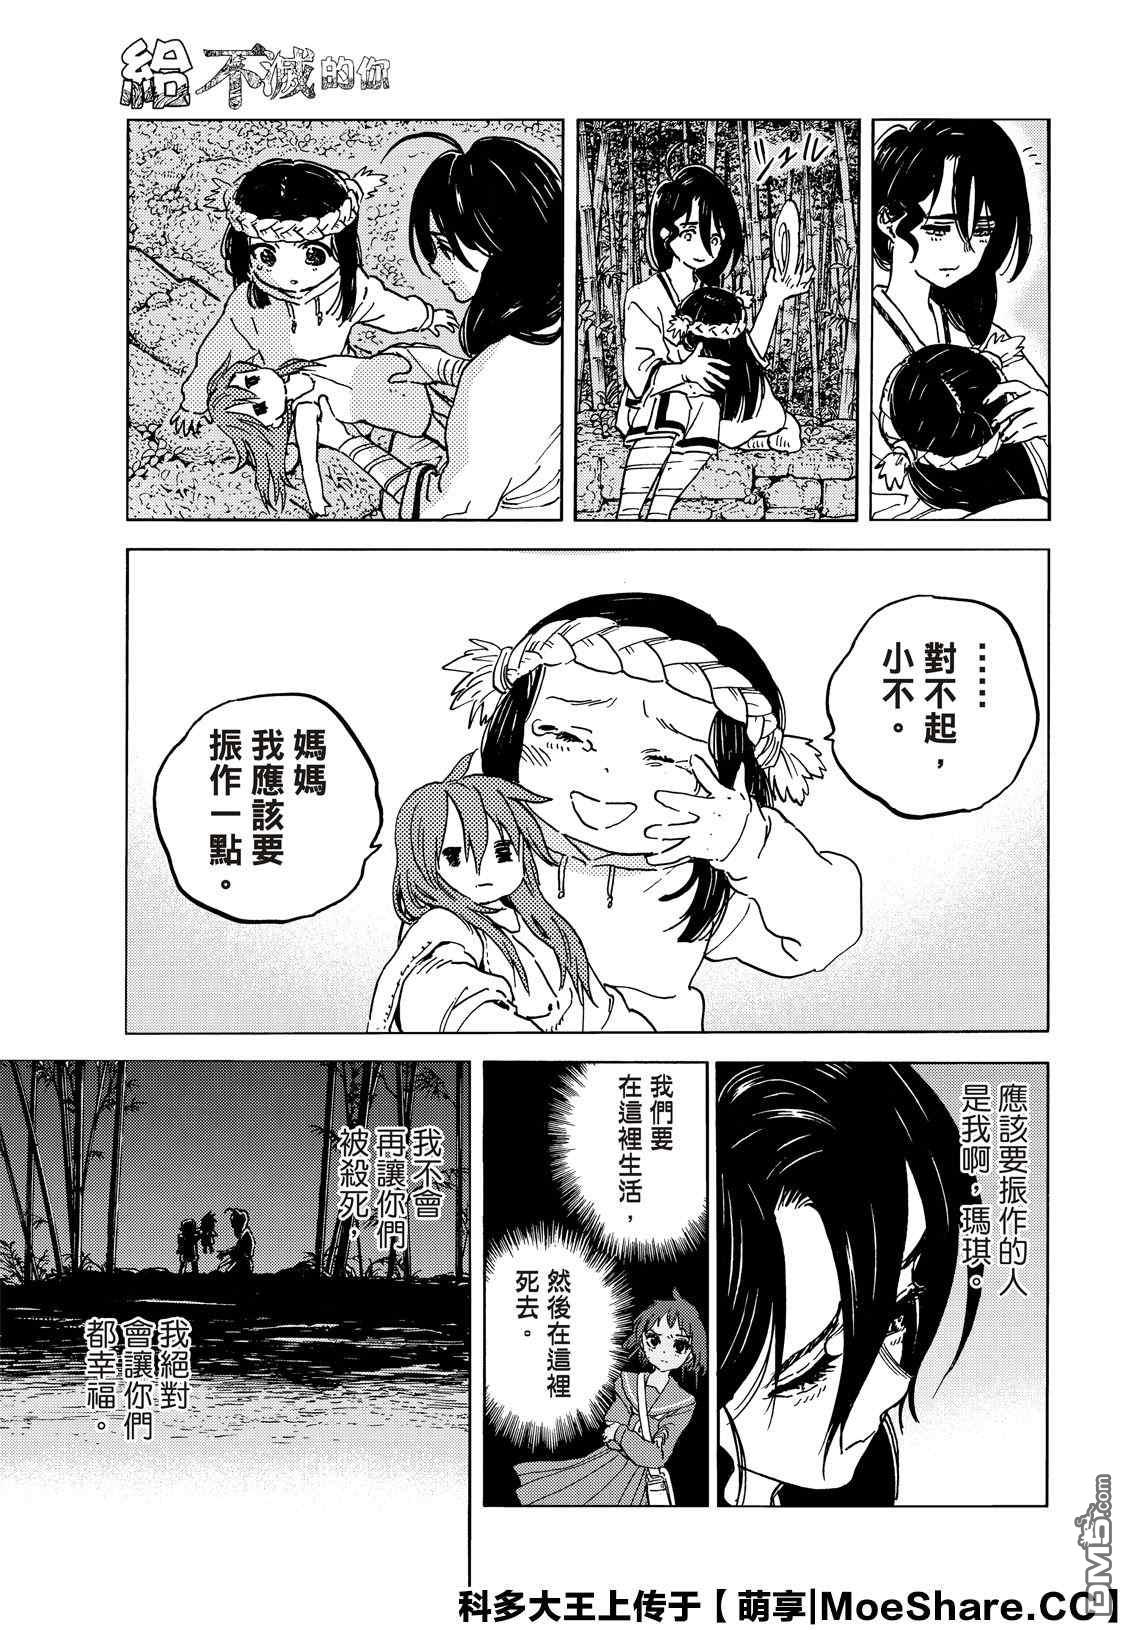 給不滅的你
ジュル
……
對不起，
小不。
媽媽
我應該要
振作一點。
應該要振作的人
是我啊，瑪琪。
我們要
在這裡生活，
然後在這裡
死去。
我不會
再讓你們
被殺死，
我絕對
會讓你們
都幸福。
DM5.com
科多大王上传于【萌享|MoeShare.CC】